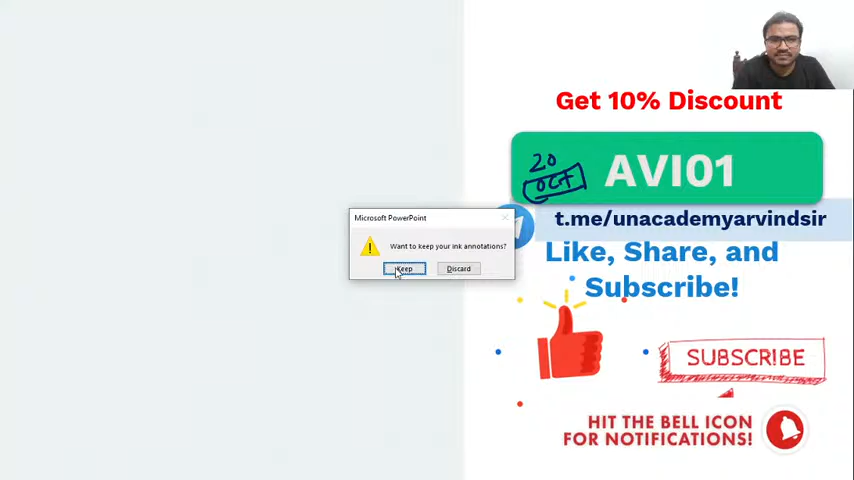 Get 10% Discount
20
OCT
AVI01
t.me/unacademyarvindsir
Microsoft PowerPoint
Want to keep your ink annotations?
Keep
Discard
Like, Share, and
Subscribe!
SUBSCRIBE
HIT THE BELL ICON
FOR NOTIFICATIONS!